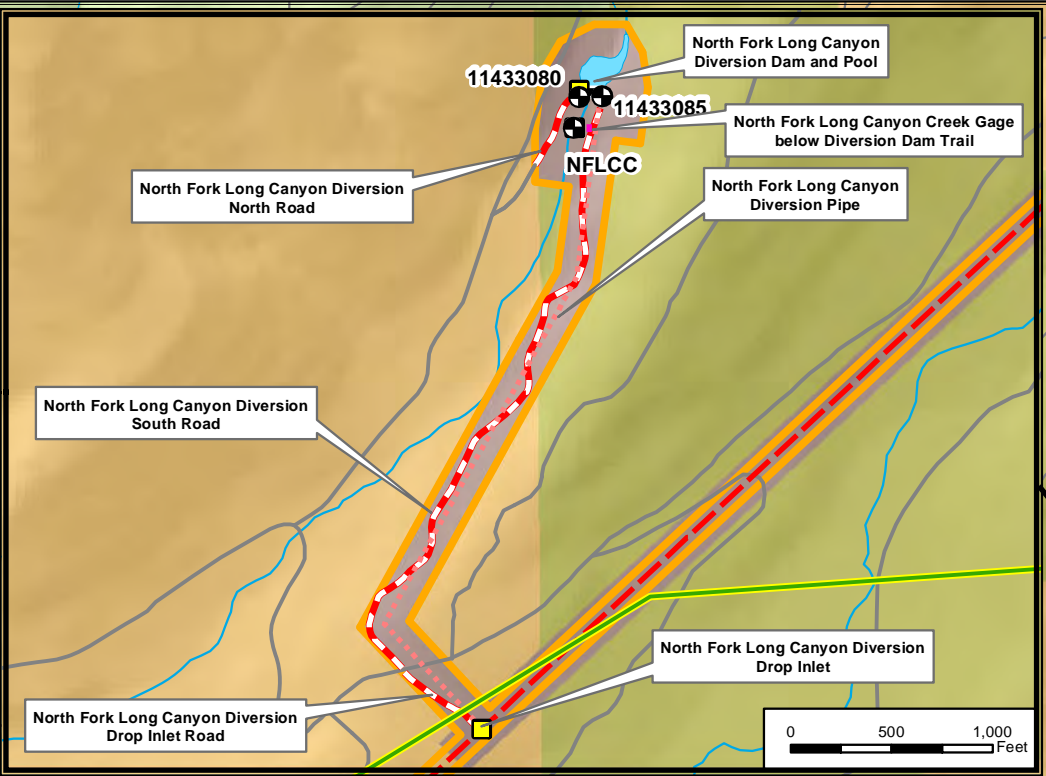 North Fork Long Canyon
Diversion Dam and Pool
11433080
11433085
North Fork Long Canyon Creek Gage
below Diversion Dam Trail
NFLCC
North Fork Long Canyon Diversion
North Road
North Fork Long Canyon
Diversion Pipe
North Fork Long Canyon Diversion
South Road
North Fork Long Canyon Diversion
Drop Inlet
North Fork Long Canyon Diversion
Drop Inlet Road
0 500 1,000
Feet